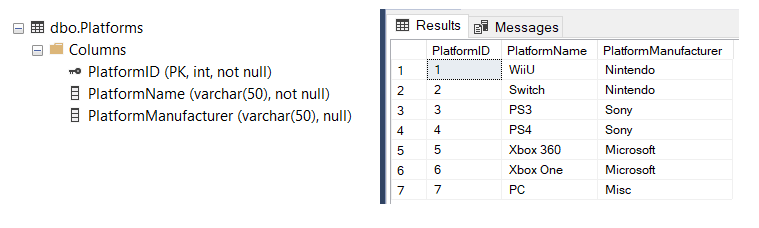 dbo.Platforms
Columns
PlatformID (PK, int, not null)
PlatformName (varchar(50), not null)
PlatformManufacturer (varchar(50), null)
Results Messages
PlatformID PlatformName PlatformManufacturer
1 1 WiiU Nintendo
2 2 Switch Nintendo
3 3 PS3 Sony
4 4 PS4 Sony
5 5 Xbox 360 Microsoft
6 6 Xbox One Microsoft
7 7 PC Misc